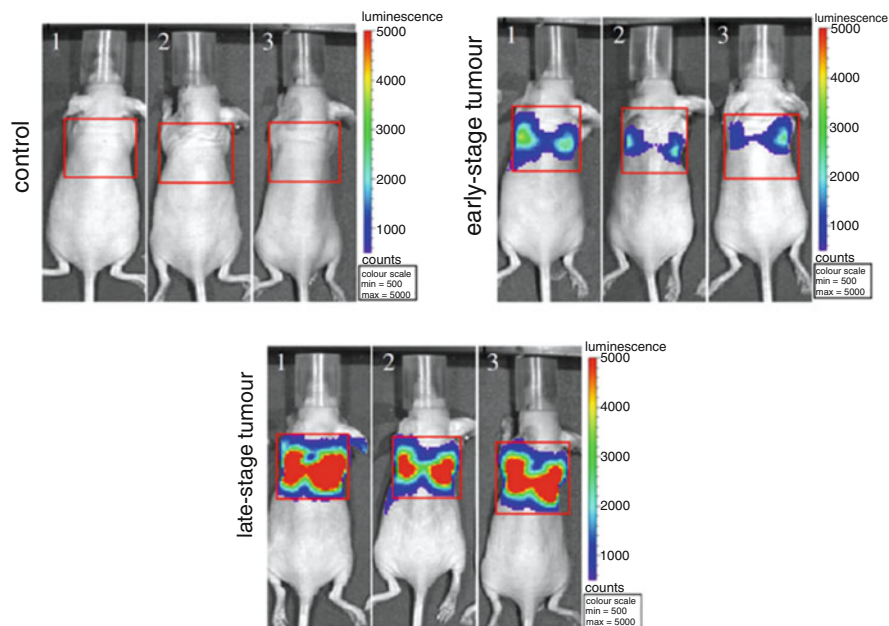 control
1 2 3
luminescence
5000
4000
3000
2000
1000
counts
colour scale
min = 500
max = 5000
early-stage tumour
1 2 3
luminescence
5000
4000
3000
2000
1000
counts
colour scale
min = 500
max = 5000
late-stage tumour
1 2 3
luminescence
5000
4000
3000
2000
1000
counts
colour scale
min = 500
max = 5000